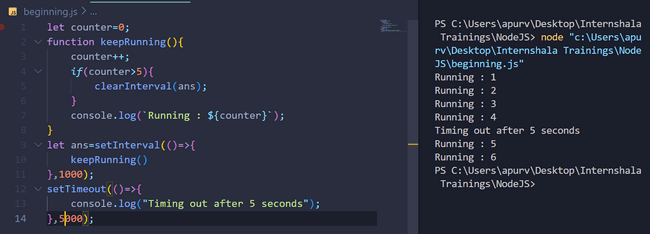 beginning.js > ...
1 let counter=0;
2 function keepRunning(){
3 counter++;
4 if(counter>5){
5 clearInterval(ans);
6 }
7 console.log(`Running : ${counter}`);
8 }
9 let ans=setInterval(()=>{
10 keepRunning()
11 },1000);
12 setTimeout(()=>{
13 console.log("Timing out after 5 seconds");
14 },5000);
PS C:\Users\apurv\Desktop\Internshala
Trainings\NodeJS> node "c:\Users\apu
rv\Desktop\Internshala Trainings\Node
JS\beginning.js"
Running : 1
Running : 2
Running : 3
Running : 4
Timing out after 5 seconds
Running : 5
Running : 6
PS C:\Users\apurv\Desktop\Internshala
Trainings\NodeJS>